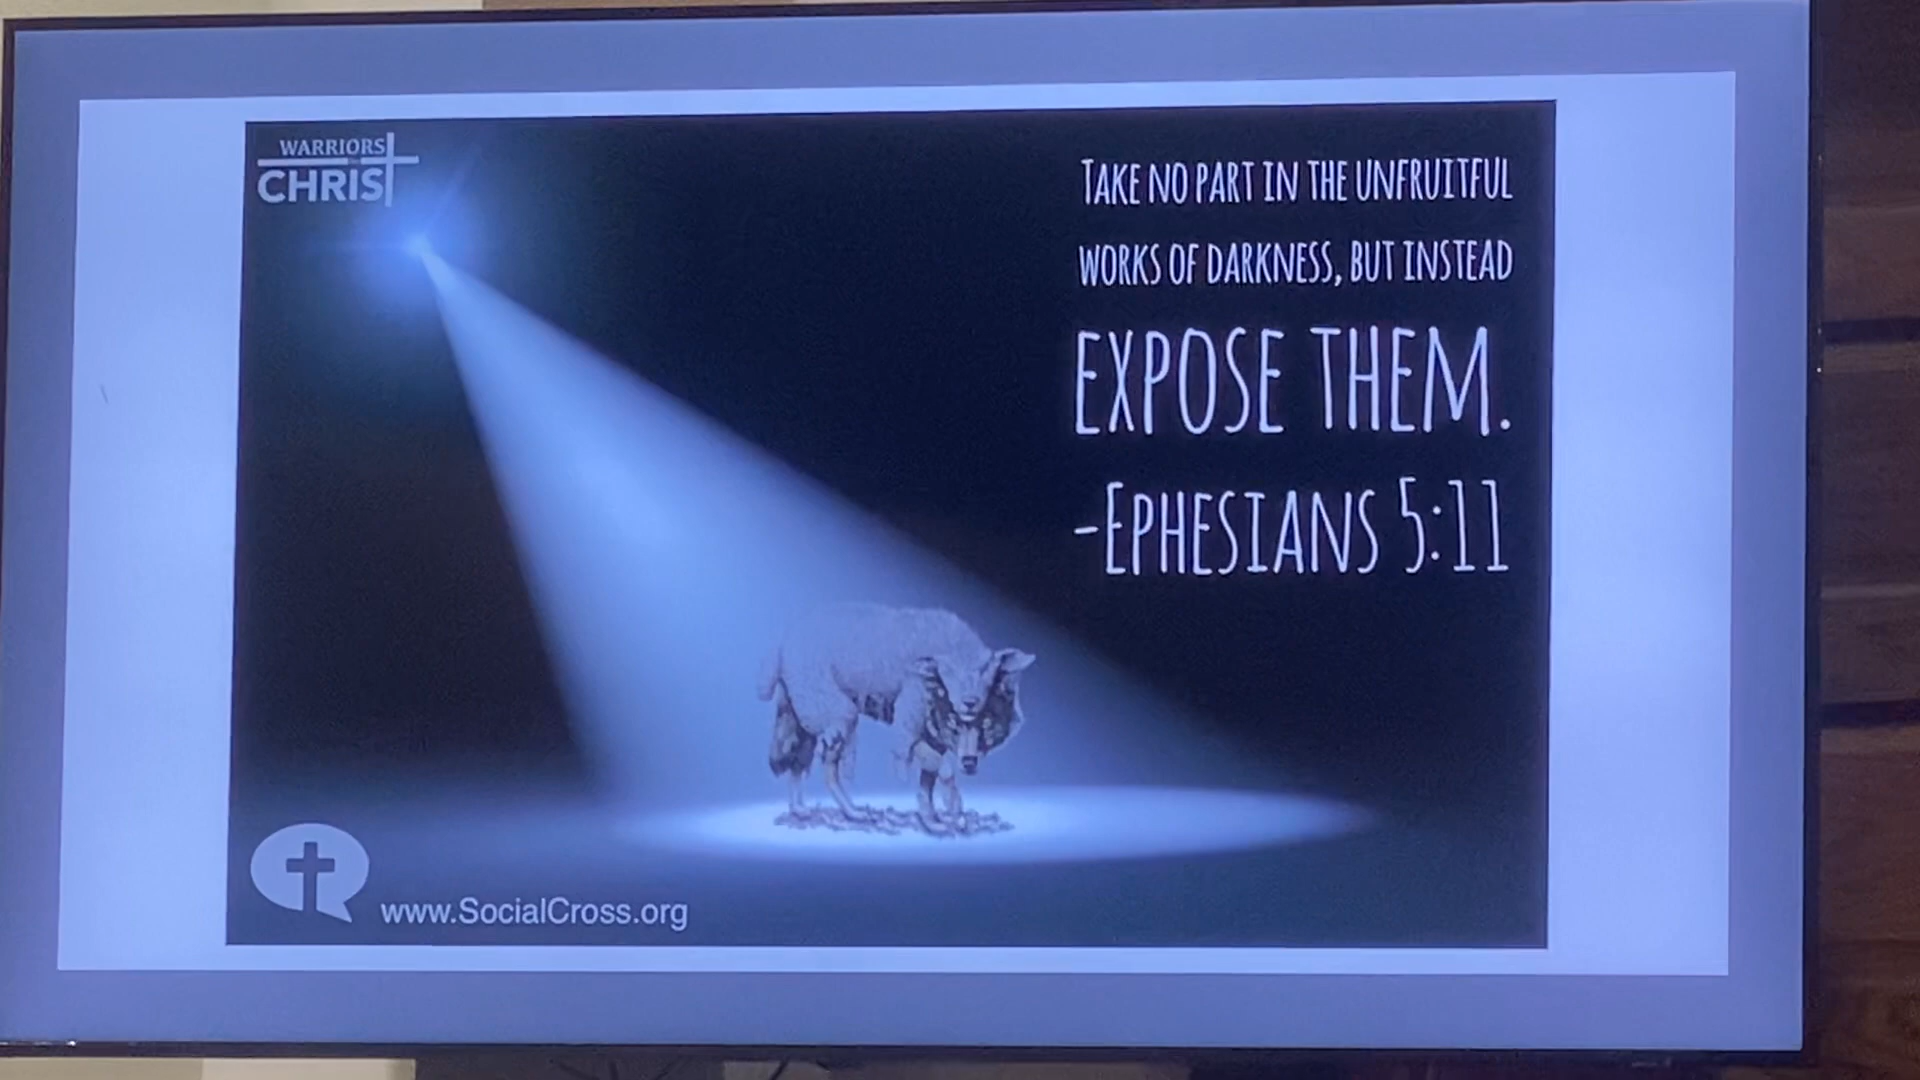 WARRIORS
CHRIST
TAKE NO PART IN THE UNFRUITFUL
WORKS OF DARKNESS, BUT INSTEAD
EXPOSE THEM.
-EPHESIANS 5:11
www.SocialCross.org